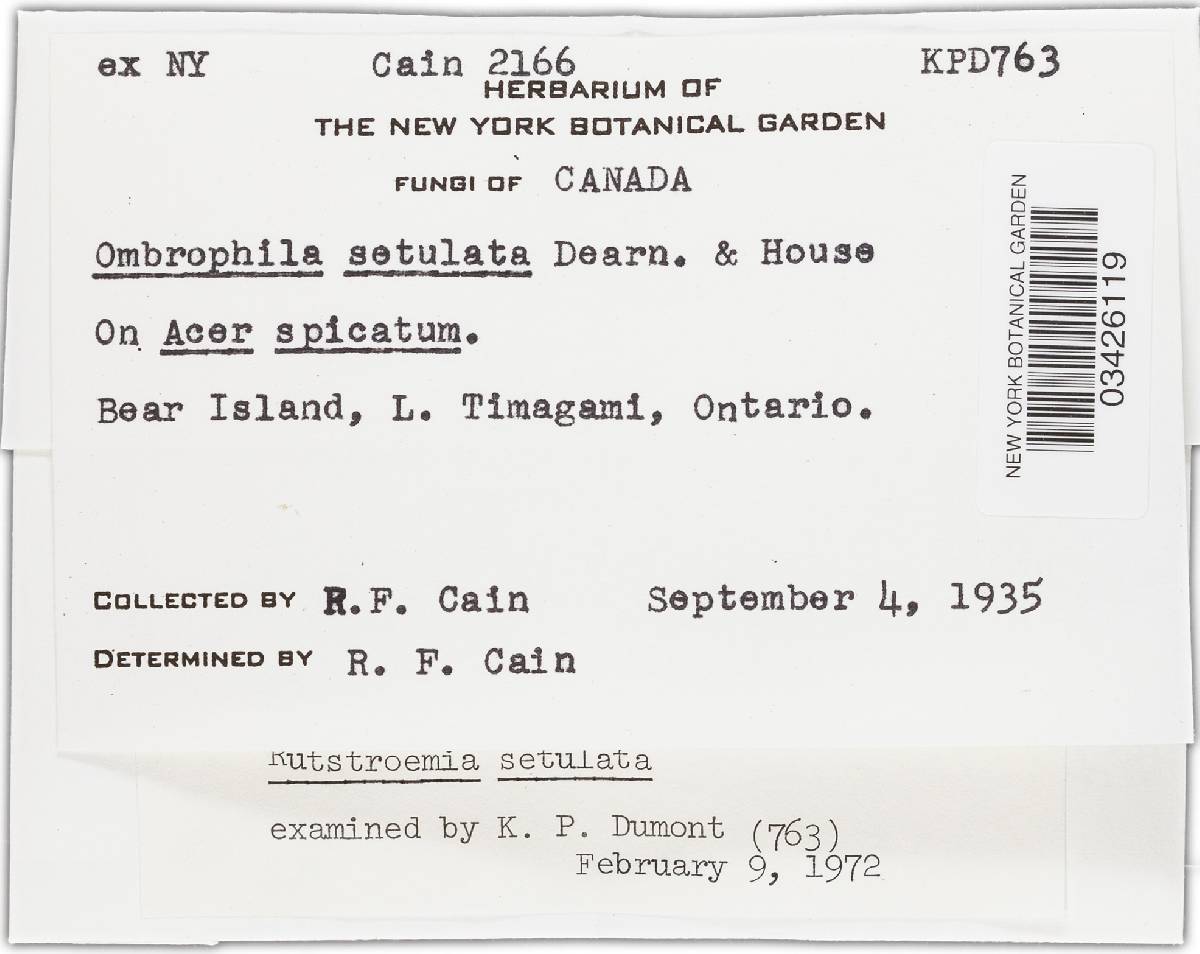 ex NY Cain 2166 KPD763
HERBARIUM OF
THE NEW YORK BOTANICAL GARDEN
FUNGI OF CANADA
Ombrophila setulata Dearn. & House
On Acer spicatum.
Bear Island, L. Timagami, Ontario.
COLLECTED BY R.F. Cain September 4, 1935
DETERMINED BY R. F. Cain
NEW YORK BOTANICAL GARDEN
03426119
Rutstroemia setulata
examined by K. P. Dumont (763)
February 9, 1972